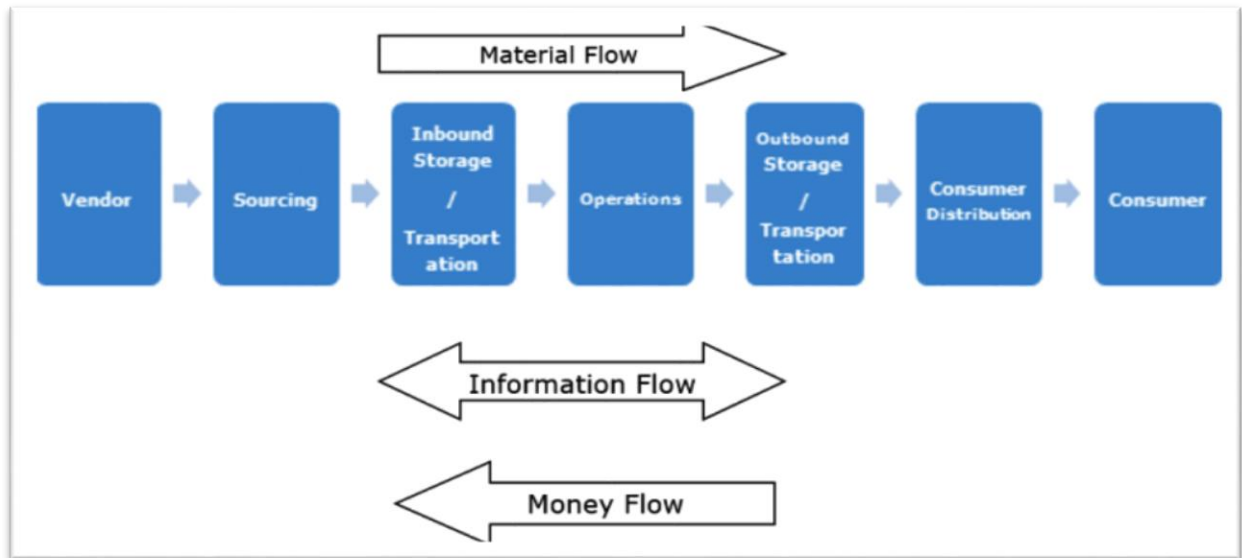 Material Flow
Vendor
Sourcing
Inbound
Storage
/
Transport
ation
Operations
Outbound
Storage
/
Transpor
tation
Consumer
Distribution
Consumer
Information Flow
Money Flow